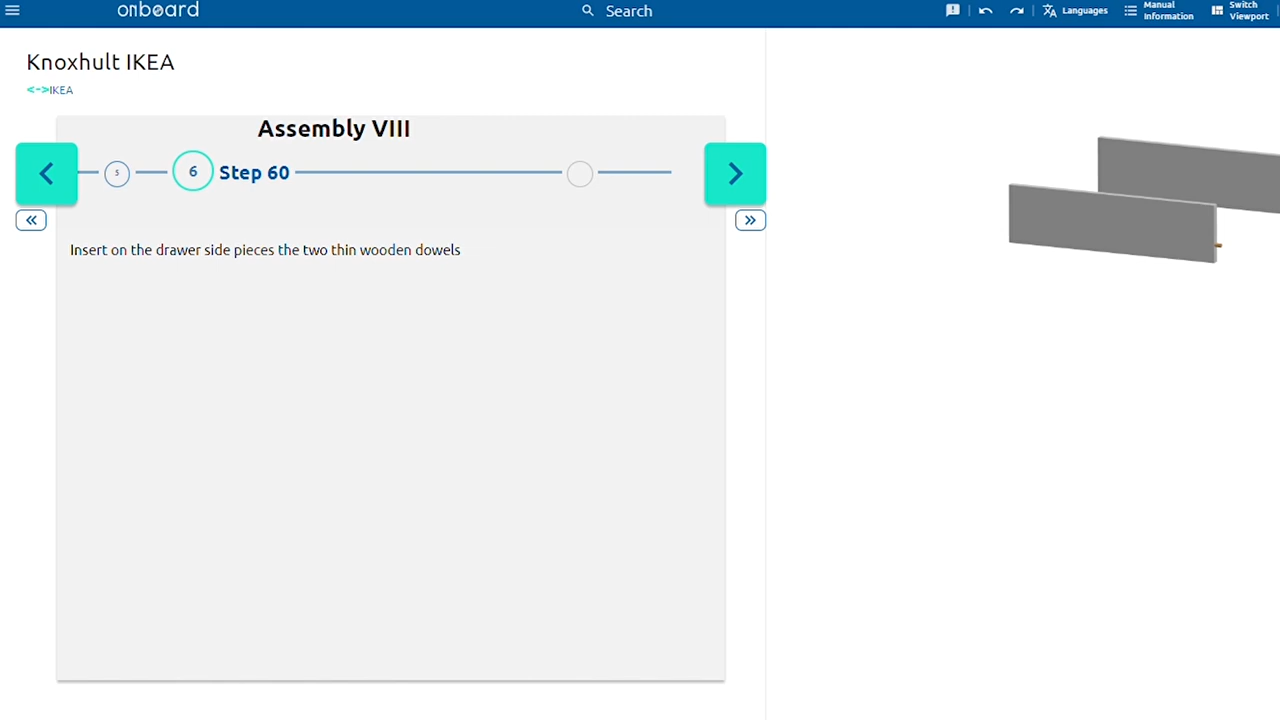 onboard
Search
Languages
Manual
Information
Switch
Viewport
Knoxhult IKEA
<->IKEA
Assembly VIII
5
6
Step 60
Insert on the drawer side pieces the two thin wooden dowels